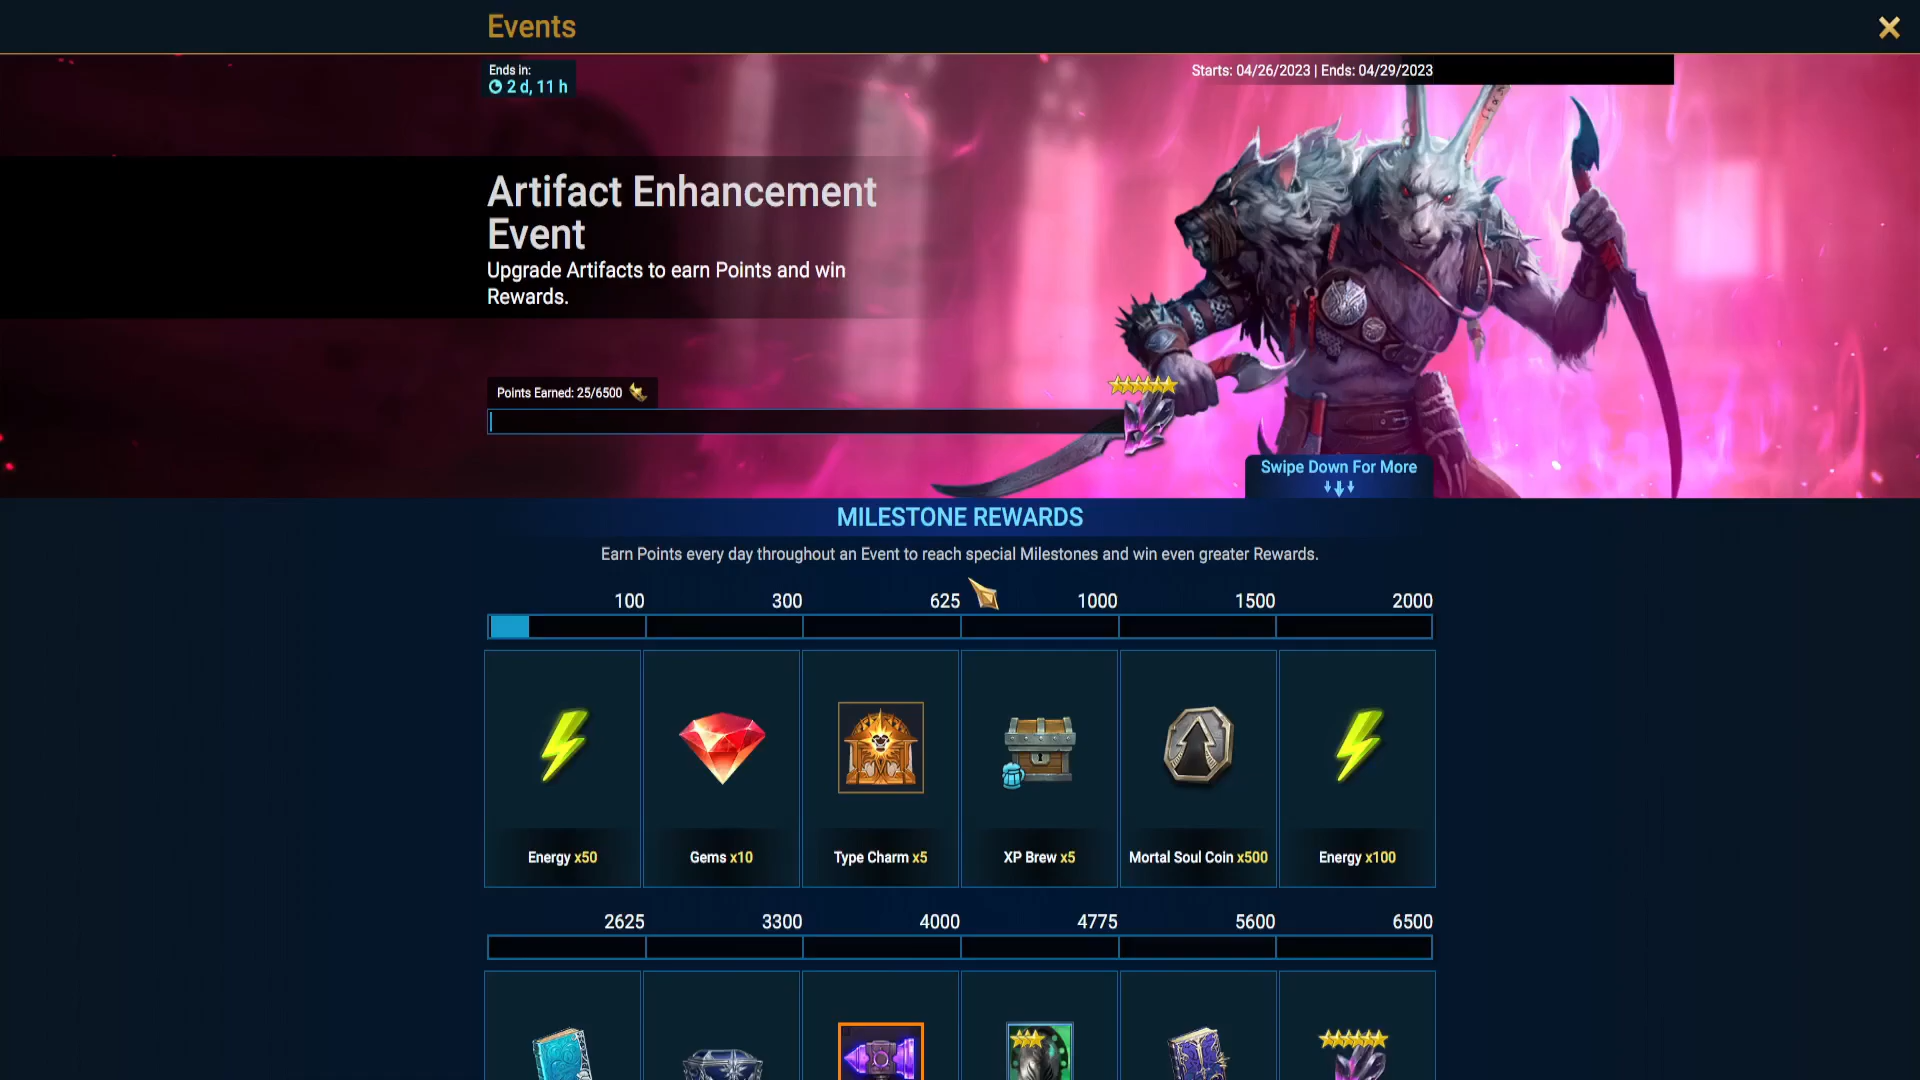 Events
Ends in:
2 d, 11 h
Starts: 04/26/2023 | Ends: 04/29/2023
Artifact Enhancement
Event
Upgrade Artifacts to earn Points and win
Rewards.
Points Earned: 25/6500
Swipe Down For More
MILESTONE REWARDS
Earn Points every day throughout an Event to reach special Milestones and win even greater Rewards.
100 300 625 1000 1500 2000
Energy x50 Gems x10 Type Charm x5 XP Brew x5 Mortal Soul Coin x500 Energy x100
2625 3300 4000 4775 5600 6500